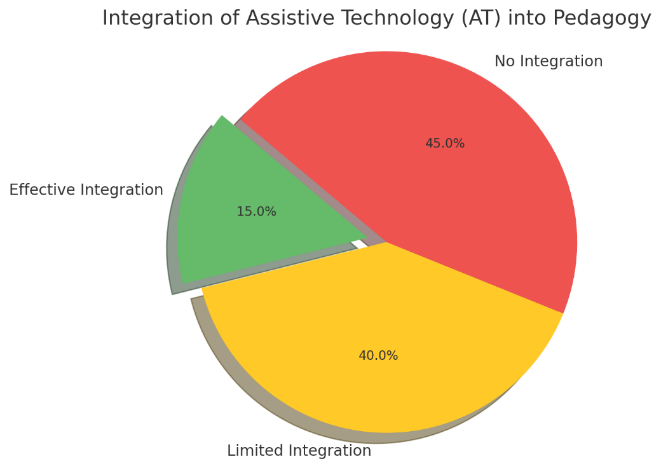 Integration of Assistive Technology (AT) into Pedagogy
No Integration
45.0%
Effective Integration
15.0%
40.0%
Limited Integration